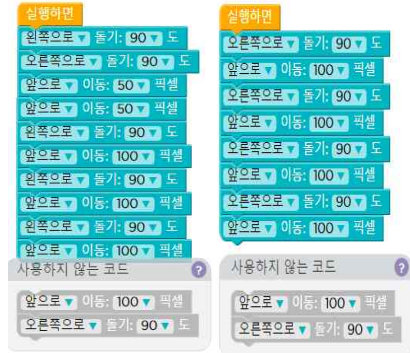 실행하면
왼쪽으로 돌기: 90 도
오른쪽으로 돌기: 90 도
앞으로 이동: 50 픽셀
앞으로 이동: 50 픽셀
왼쪽으로 돌기: 90 도
앞으로 이동: 100 픽셀
왼쪽으로 돌기: 90 도
앞으로 이동: 100 픽셀
왼쪽으로 돌기: 90 도
앞으로 이동: 100 픽셀
사용하지 않는 코드 ?
앞으로 이동: 100 픽셀
오른쪽으로 돌기: 90 도
실행하면
오른쪽으로 돌기: 90 도
앞으로 이동: 100 픽셀
오른쪽으로 돌기: 90 도
앞으로 이동: 100 픽셀
오른쪽으로 돌기: 90 도
앞으로 이동: 100 픽셀
오른쪽으로 돌기: 90 도
앞으로 이동: 100 픽셀
사용하지 않는 코드 ?
앞으로 이동: 100 픽셀
오른쪽으로 돌기: 90 도